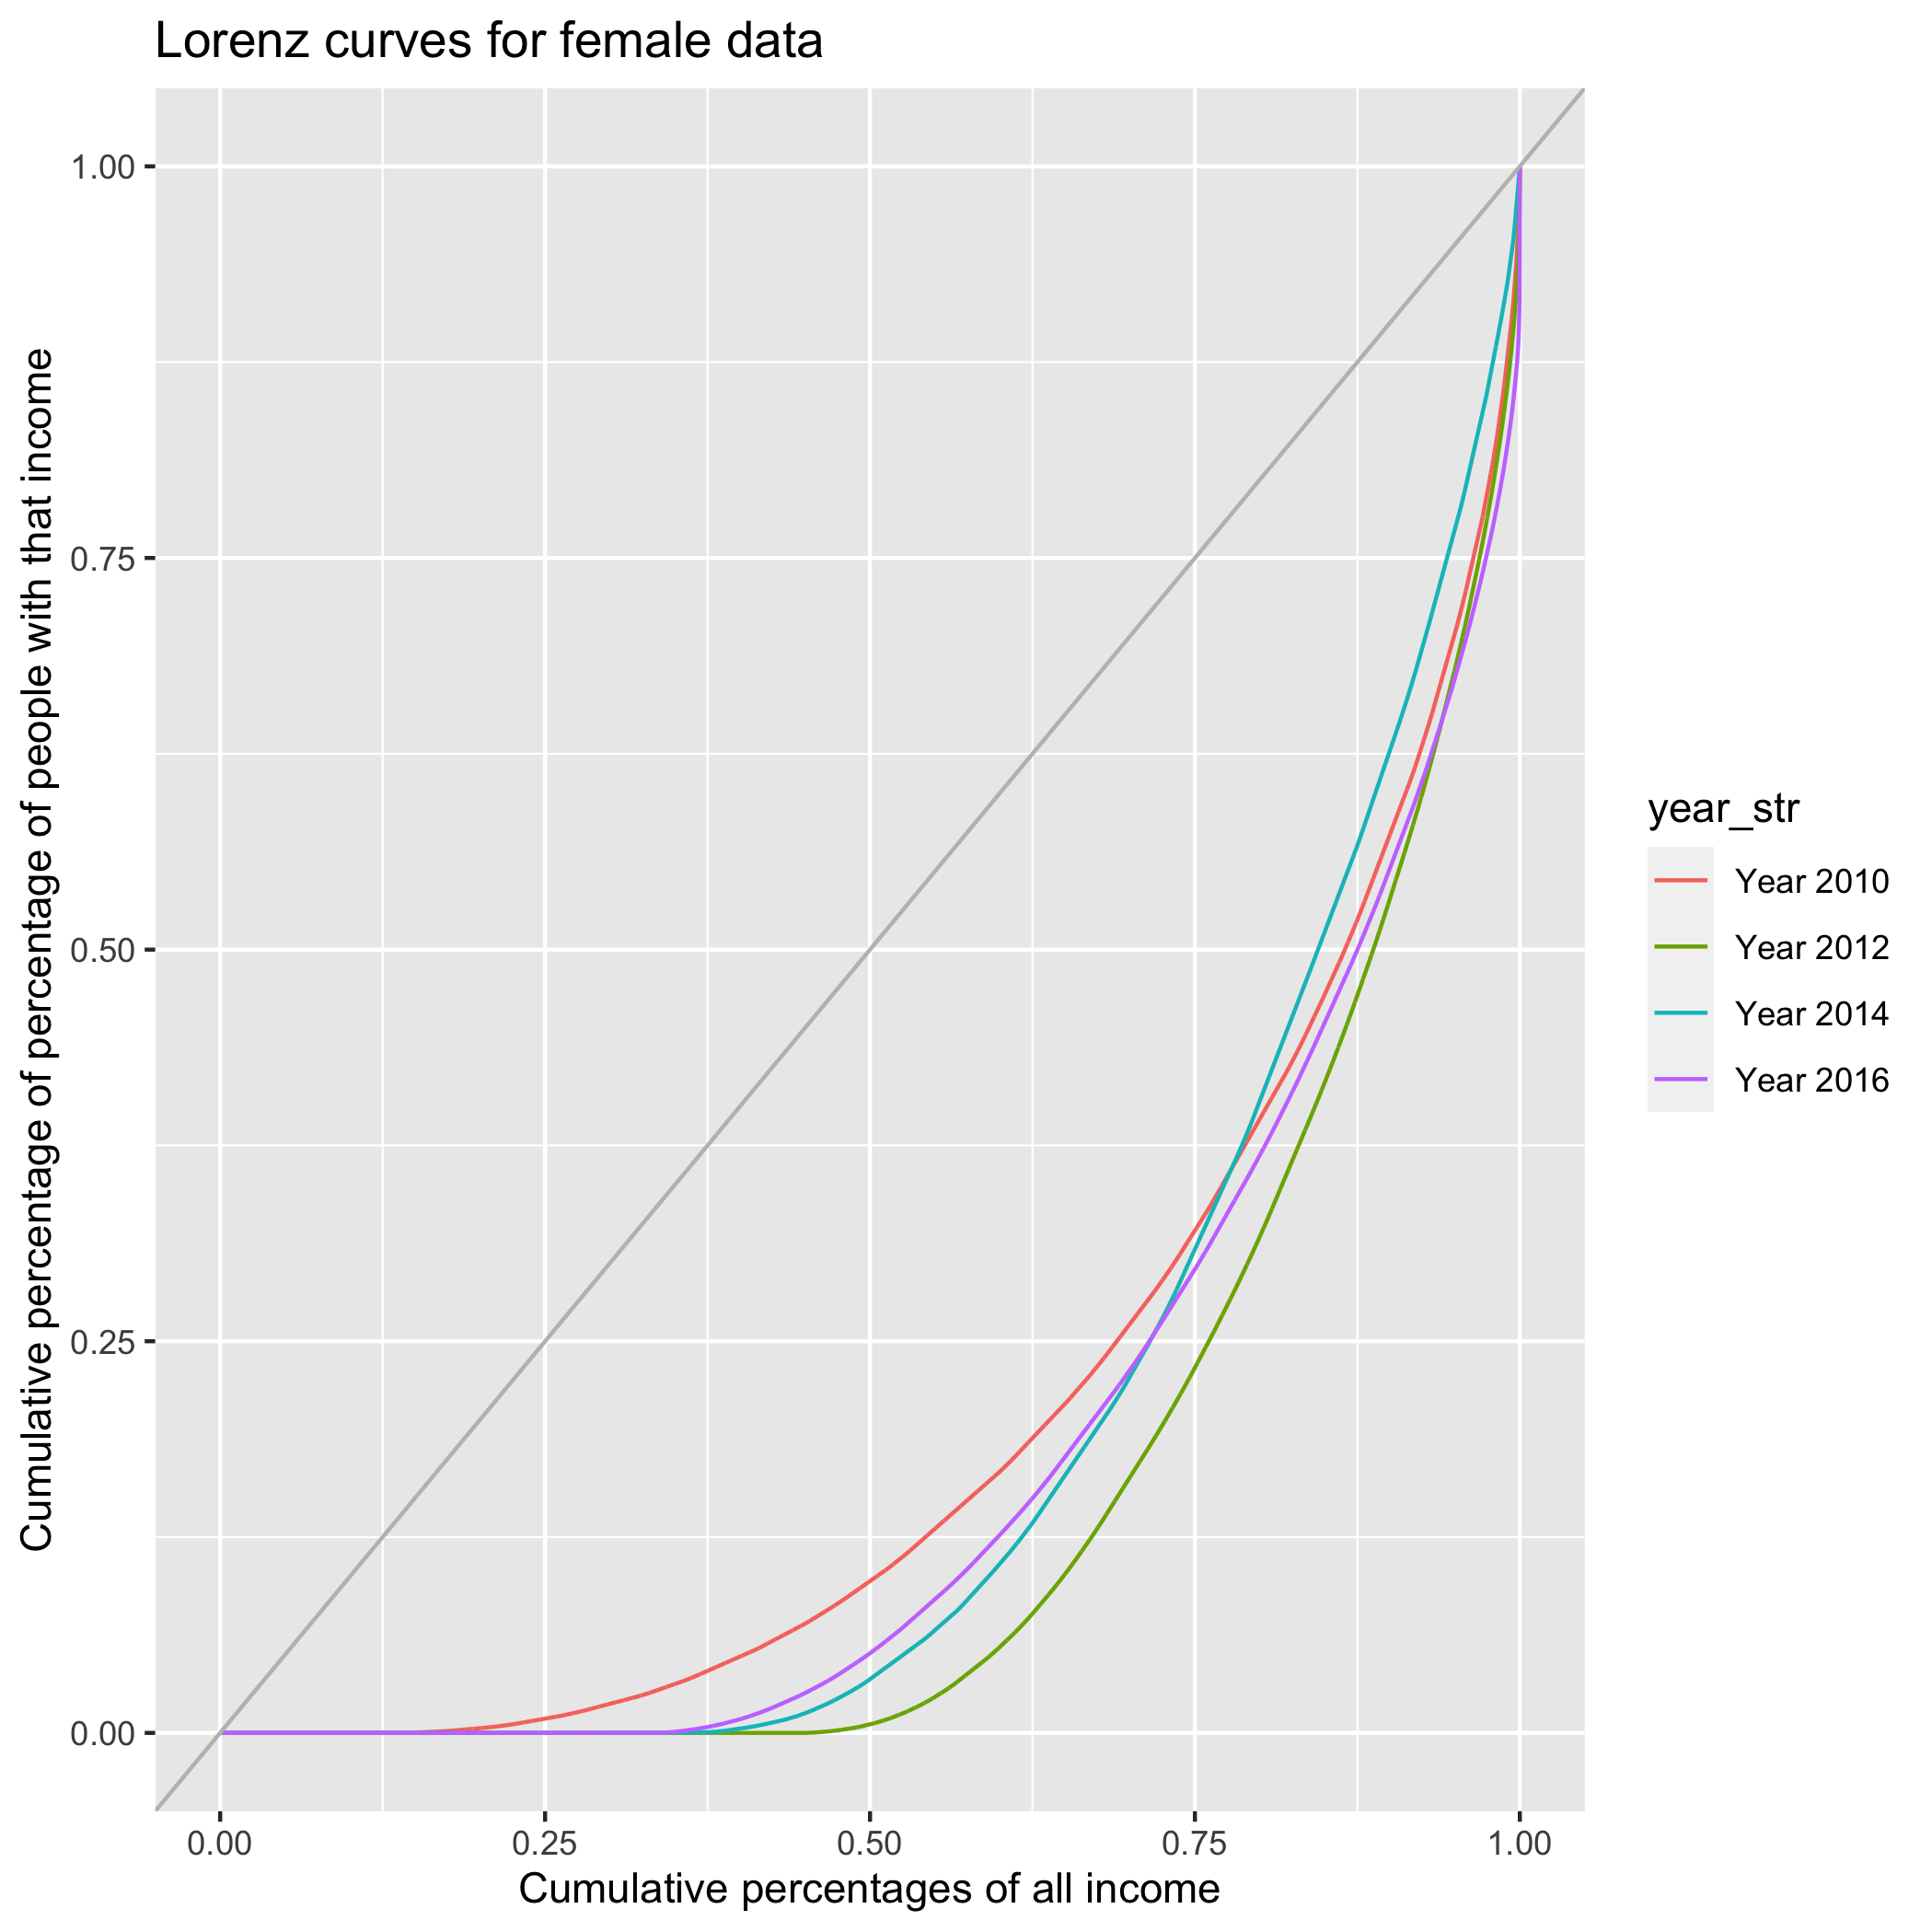 Lorenz curves for female data
Cumulative percentage of percentage of people with that income
1.00
0.75
0.50
0.25
0.00
0.00 0.25 0.50 0.75 1.00
Cumulative percentages of all income
year_str
Year 2010
Year 2012
Year 2014
Year 2016